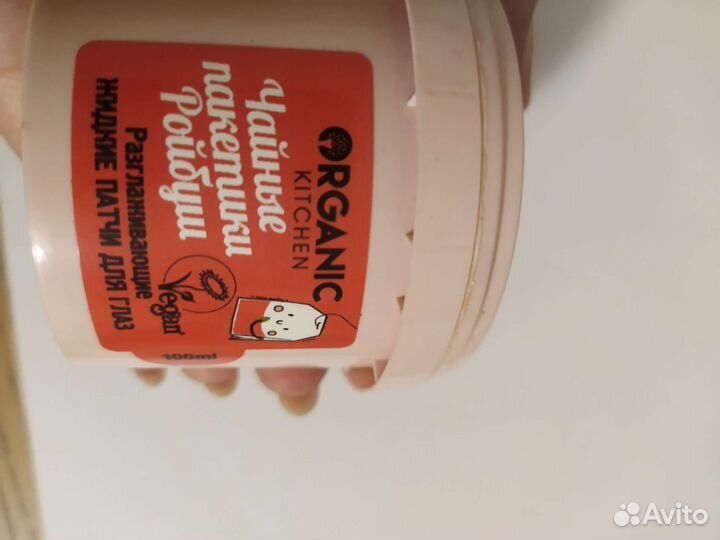 ORGANIC
KITCHEN
Чайные
пакетики
Ройбуш
Разглаживающие
ЖИДКИЕ ПАТЧИ ДЛЯ ГЛАЗ
Vegan
100ml
Avito